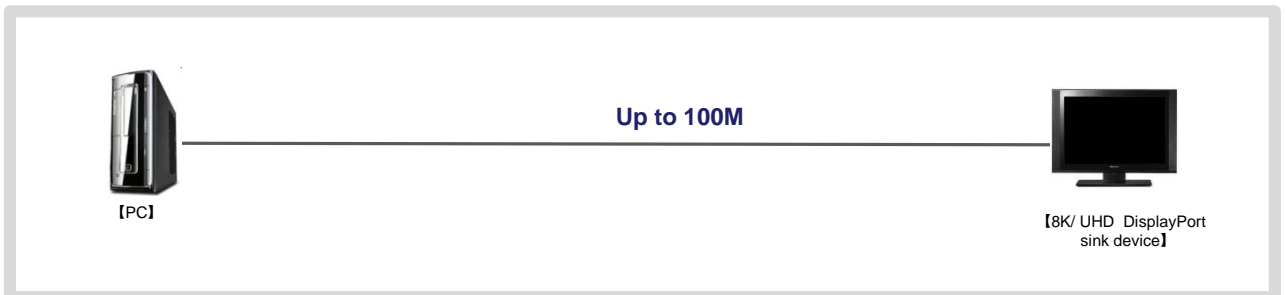 Up to 100M
【PC】
【8K/ UHD DisplayPort
sink device】